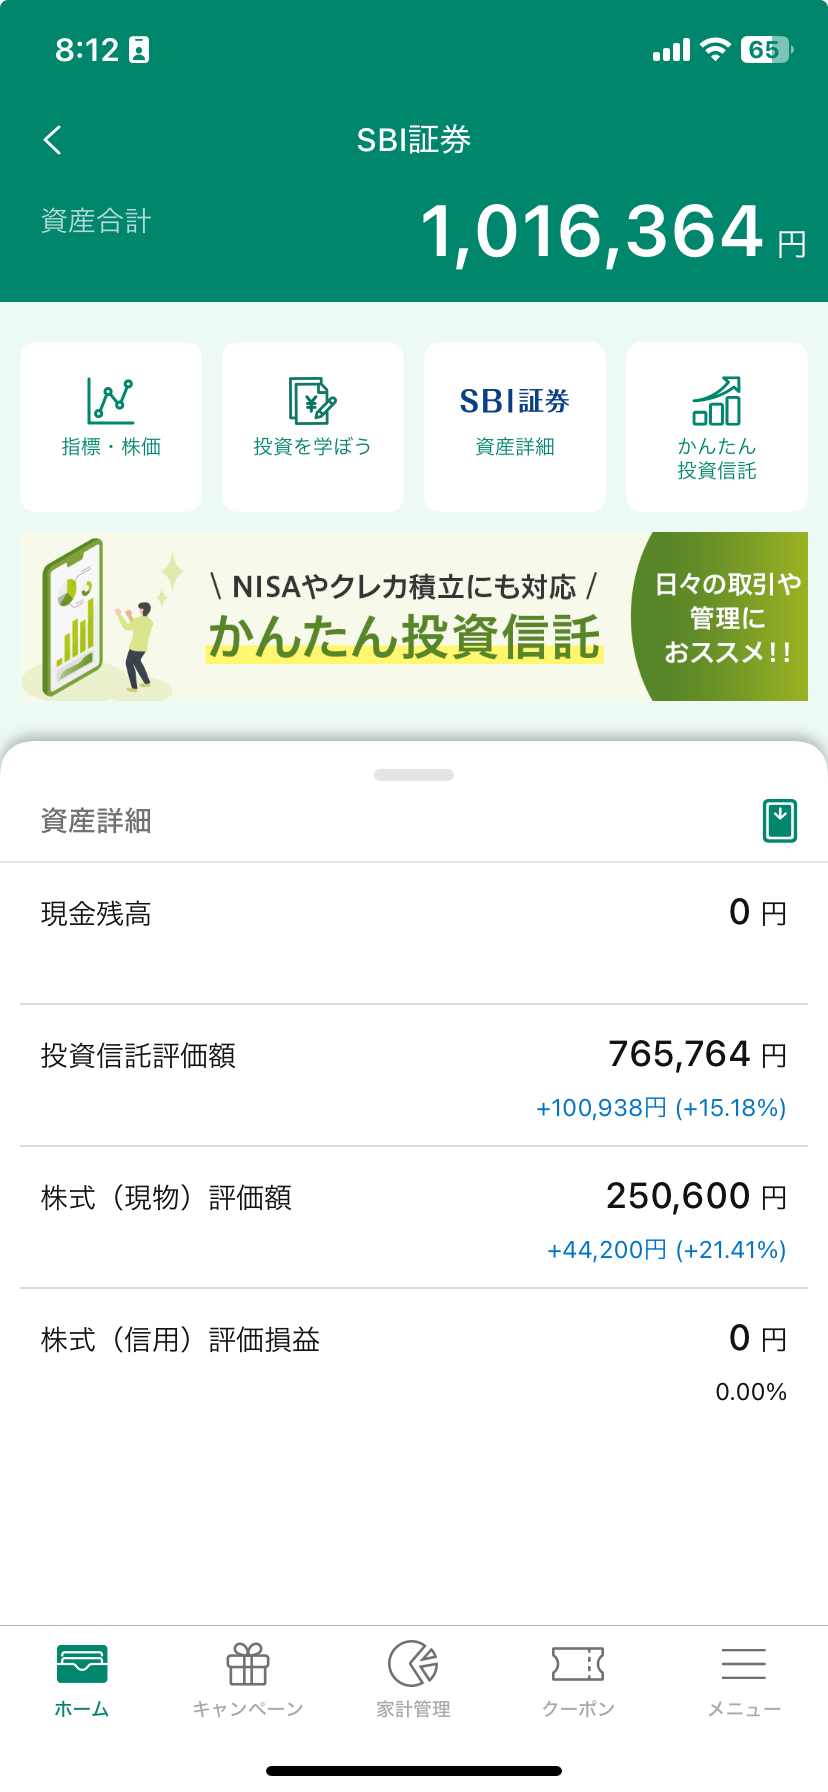 8:12
65
SBI証券
資産合計
1,016,364 円
指標・株価
投資を学ぼう
SBI証券
資産詳細
かんたん
投資信託
\ NISAやクレカ積立にも対応 /
かんたん投資信託
日々の取引や
管理に
おススメ!!
資産詳細
現金残高
0 円
投資信託評価額
765,764 円
+100,938円 (+15.18%)
株式（現物）評価額
250,600 円
+44,200円 (+21.41%)
株式（信用）評価損益
0 円
0.00%
ホーム
キャンペーン
家計管理
クーポン
メニュー